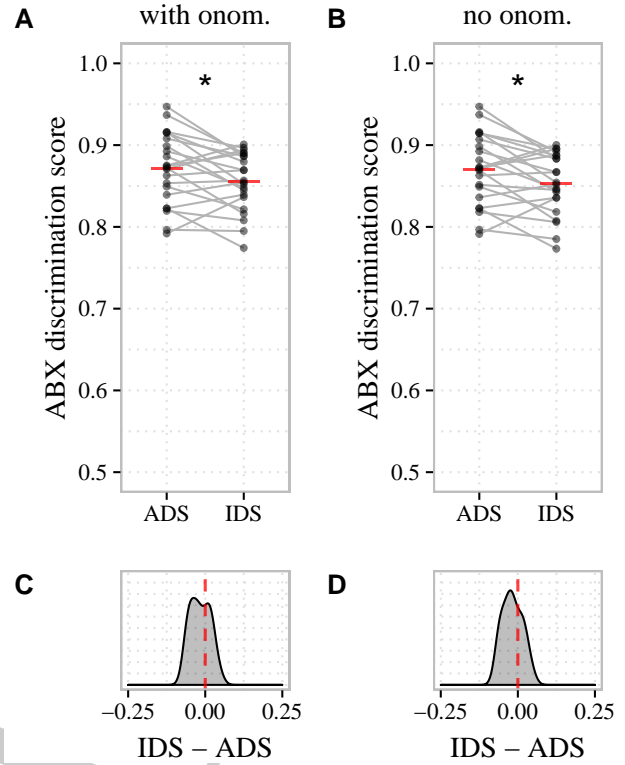 A with onom.
ABX discrimination score
1.0
*
0.9
0.8
0.7
0.6
0.5
ADS IDS
B no onom.
ABX discrimination score
1.0
*
0.9
0.8
0.7
0.6
0.5
ADS IDS
C
−0.25 0.00 0.25
IDS − ADS
D
−0.25 0.00 0.25
IDS − ADS